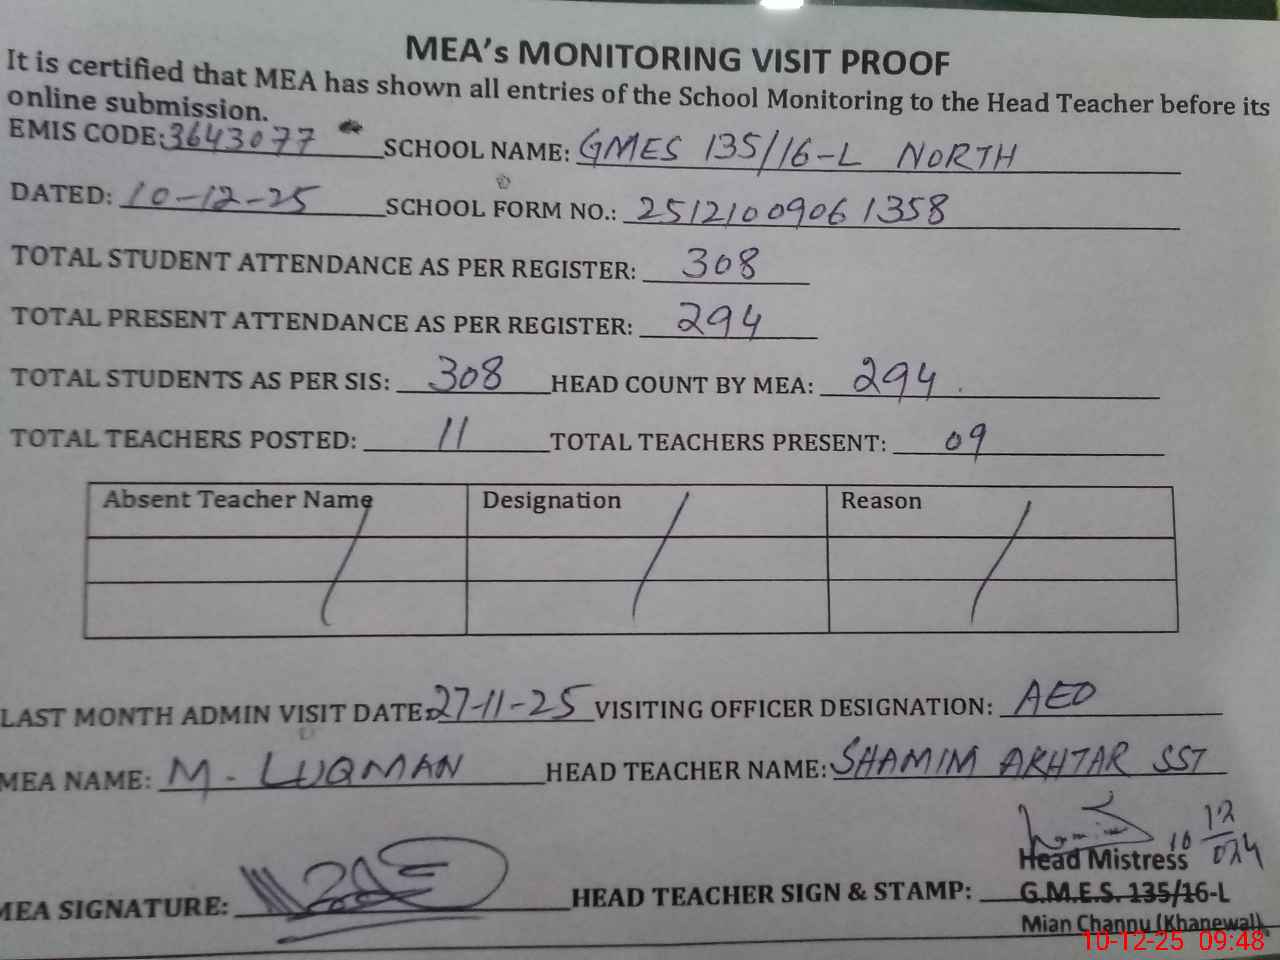 MEA's MONITORING VISIT PROOF
It is certified that MEA has shown all entries of the School Monitoring to the Head Teacher before its
online submission.
EMIS CODE: 3643077 SCHOOL NAME: GMES 135/16-L NORTH
DATED: 10-12-25 SCHOOL FORM NO.: 25121009061358
TOTAL STUDENT ATTENDANCE AS PER REGISTER: 308
TOTAL PRESENT ATTENDANCE AS PER REGISTER: 294
TOTAL STUDENTS AS PER SIS: 308 HEAD COUNT BY MEA: 294
TOTAL TEACHERS POSTED: 11 TOTAL TEACHERS PRESENT: 09
Absent Teacher Name Designation Reason
LAST MONTH ADMIN VISIT DATE: 27-11-25 VISITING OFFICER DESIGNATION: AEO
MEA NAME: M. LUQMAN HEAD TEACHER NAME: SHAMIM AKHTAR SST
10 12
Head Mistress
MEA SIGNATURE: HEAD TEACHER SIGN & STAMP: G.M.E.S. 135/16-L
Mian Channu (Khanewal)
10-12-25 09:48